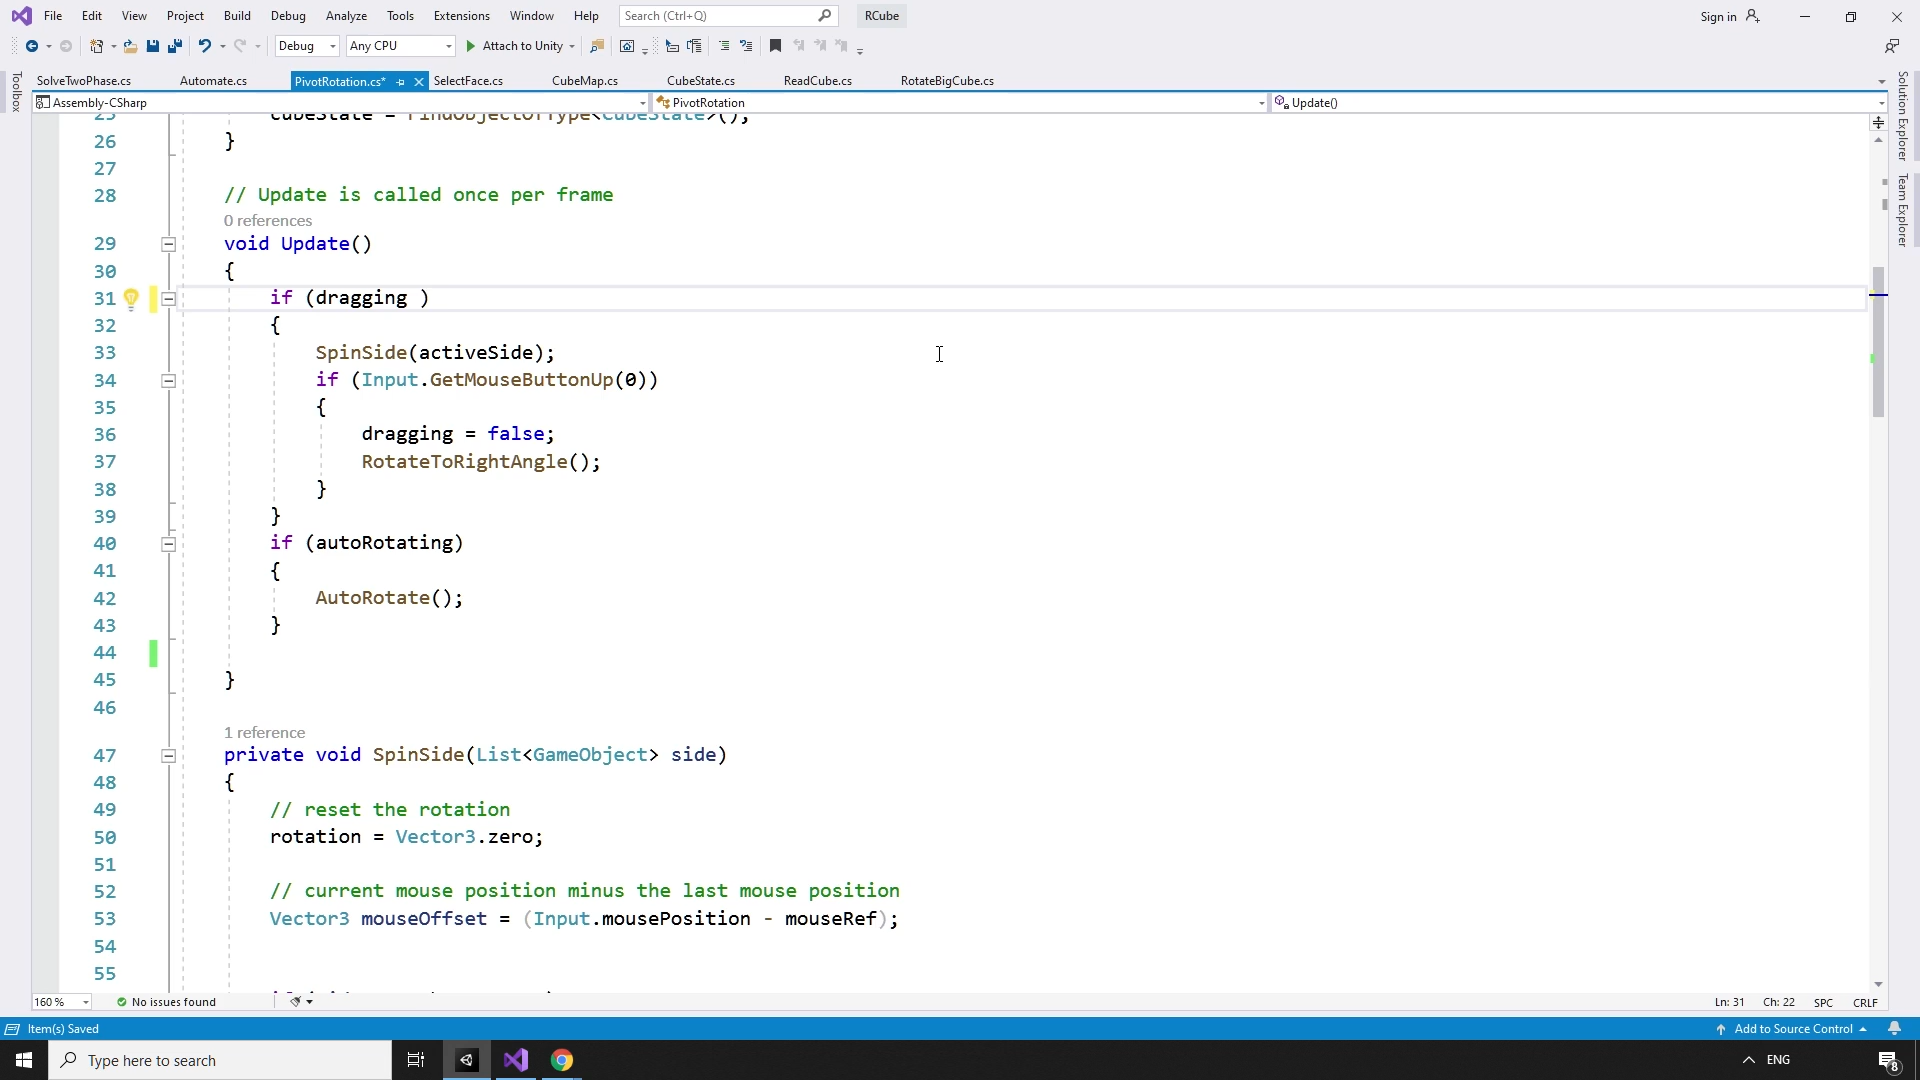 File Edit View Project Build Debug Analyze Tools Extensions Window Help Search (Ctrl+Q) RCube Sign in
Debug Any CPU Attach to Unity
Toolbox
SolveTwoPhase.cs Automate.cs PivotRotation.cs* SelectFace.cs CubeMap.cs CubeState.cs ReadCube.cs RotateBigCube.cs
Assembly-CSharp PivotRotation Update()
Solution Explorer
Team Explorer
25 cubeState = FindObjectOfType<CubeState>();
26 }
27
28 // Update is called once per frame
0 references
29 void Update()
30 {
31 if (dragging )
32 {
33 SpinSide(activeSide);
34 if (Input.GetMouseButtonUp(0))
35 {
36 dragging = false;
37 RotateToRightAngle();
38 }
39 }
40 if (autoRotating)
41 {
42 AutoRotate();
43 }
44
45 }
46
1 reference
47 private void SpinSide(List<GameObject> side)
48 {
49 // reset the rotation
50 rotation = Vector3.zero;
51
52 // current mouse position minus the last mouse position
53 Vector3 mouseOffset = (Input.mousePosition - mouseRef);
54
55
160 % No issues found Ln: 31 Ch: 22 SPC CRLF
Item(s) Saved Add to Source Control
Type here to search ENG 8